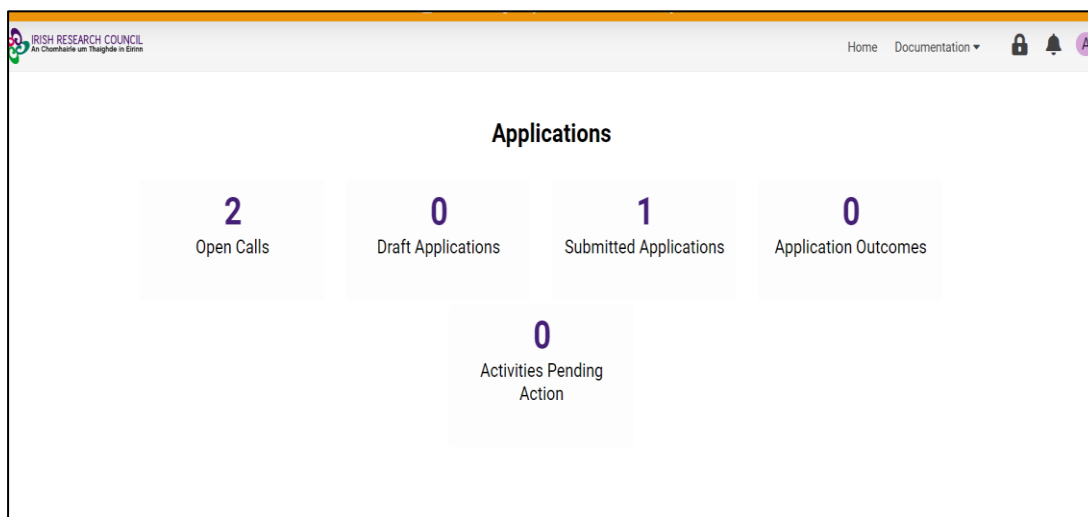 IRISH RESEARCH COUNCIL
An Chomhairle um Thaighde in Éirinn
Home Documentation
A
Applications
2 0 1 0
Open Calls Draft Applications Submitted Applications Application Outcomes
0
Activities Pending
Action